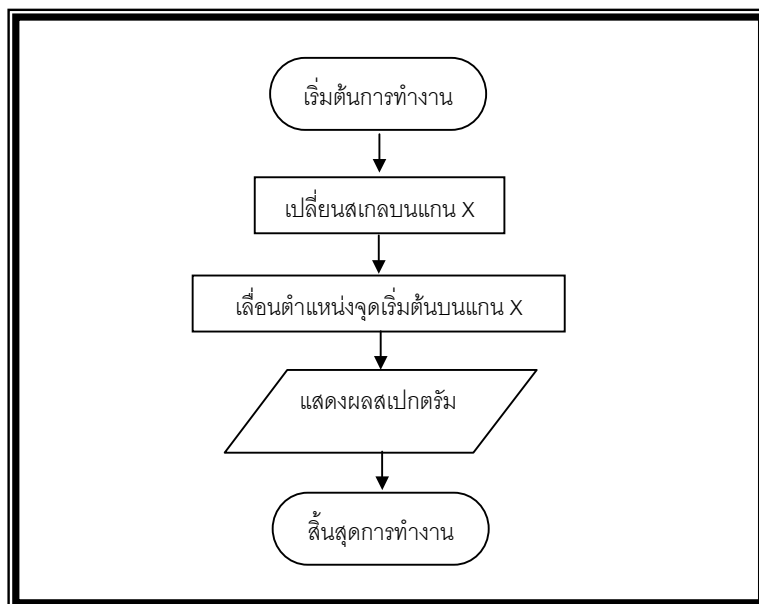 เริ่มต้นการทำงาน
เปลี่ยนสเกลบนแกน X
เลื่อนตำแหน่งจุดเริ่มต้นบนแกน X
แสดงผลสเปกตรัม
สิ้นสุดการทำงาน